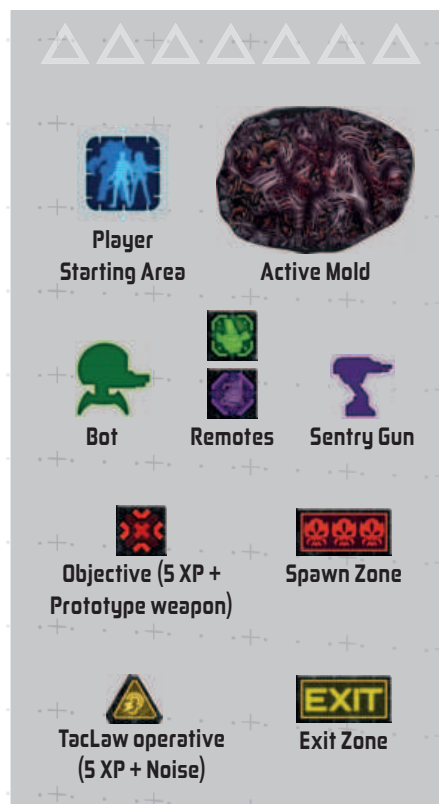 Player
Starting Area
Active Mold
Bot
Remotes
Sentry Gun
Objective (5 XP +
Prototype weapon)
Spawn Zone
TacLaw operative
(5 XP + Noise)
EXIT
Exit Zone